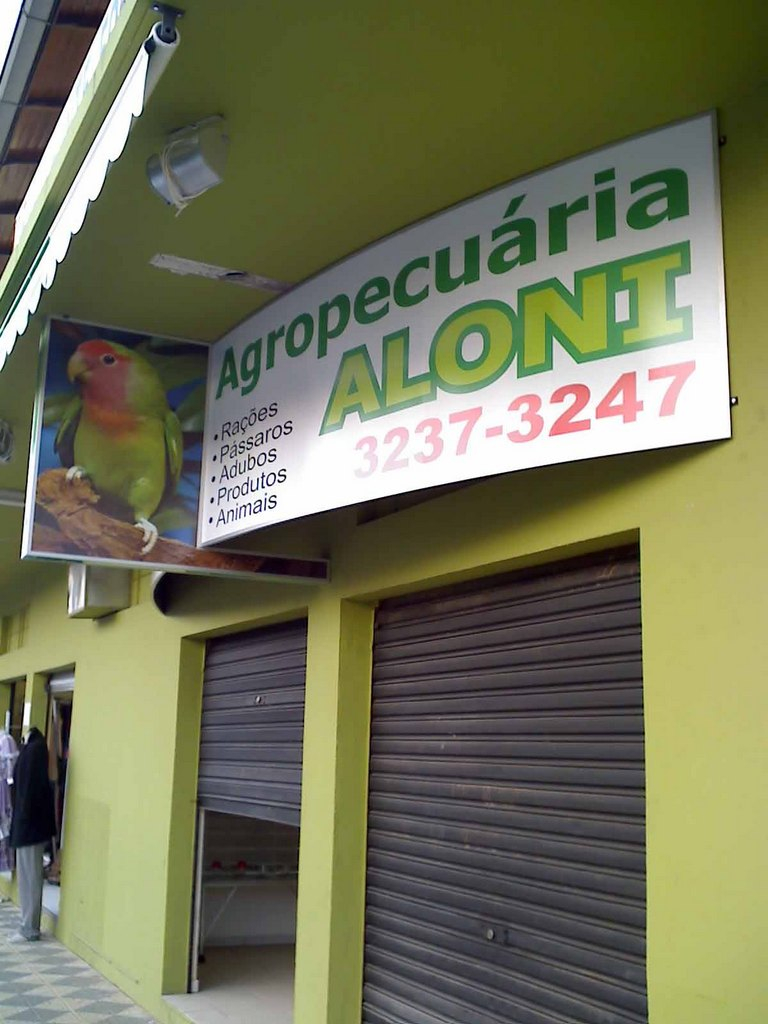 Agropecuária
ALONI
3237-3247
• Rações
• Pássaros
• Adubos
• Produtos
• Animais